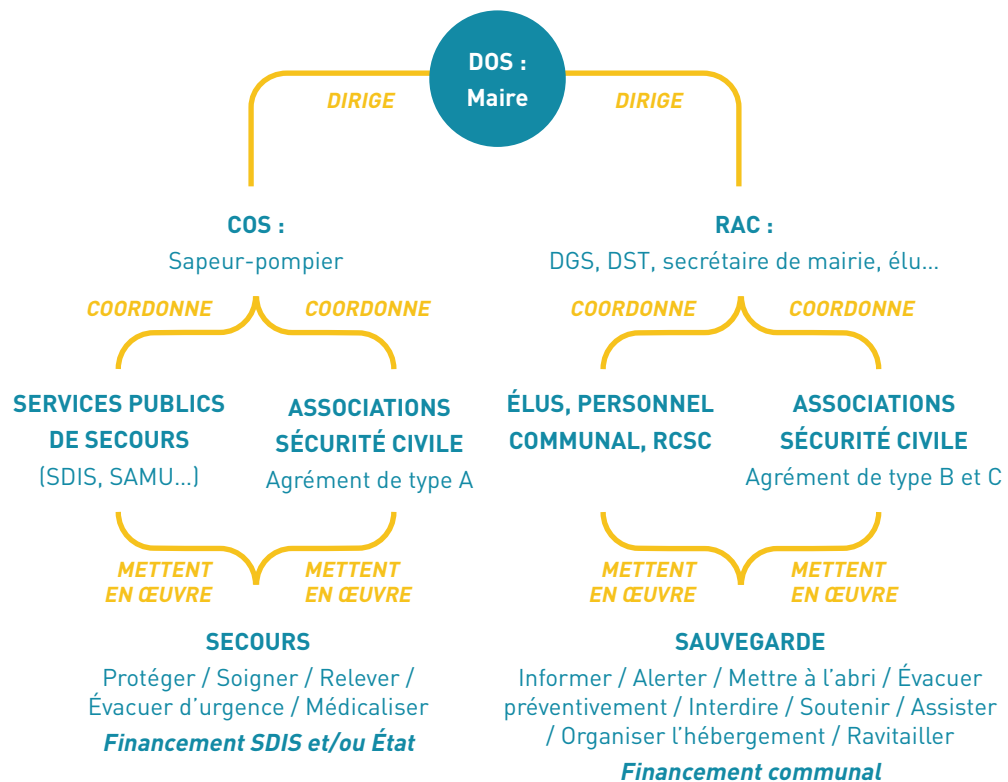 DOS :
Maire
DIRIGE
DIRIGE
COS :
Sapeur-pompier
RAC :
DGS, DST, secrétaire de mairie, élu...
COORDONNE
COORDONNE
COORDONNE
COORDONNE
SERVICES PUBLICS
DE SECOURS
(SDIS, SAMU...)
ASSOCIATIONS
SÉCURITÉ CIVILE
Agrément de type A
ÉLUS, PERSONNEL
COMMUNAL, RCSC
ASSOCIATIONS
SÉCURITÉ CIVILE
Agrément de type B et C
METTENT
EN ŒUVRE
METTENT
EN ŒUVRE
METTENT
EN ŒUVRE
METTENT
EN ŒUVRE
SECOURS
Protéger / Soigner / Relever /
Évacuer d’urgence / Médicaliser
Financement SDIS et/ou État
SAUVEGARDE
Informer / Alerter / Mettre à l’abri / Évacuer
préventivement / Interdire / Soutenir / Assister
/ Organiser l’hébergement / Ravitailler
Financement communal